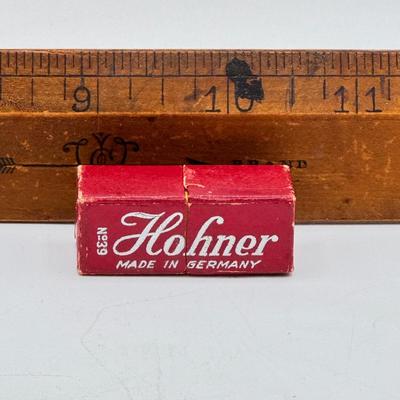 9 10 11
BRAND
No39
Hohner
MADE IN GERMANY